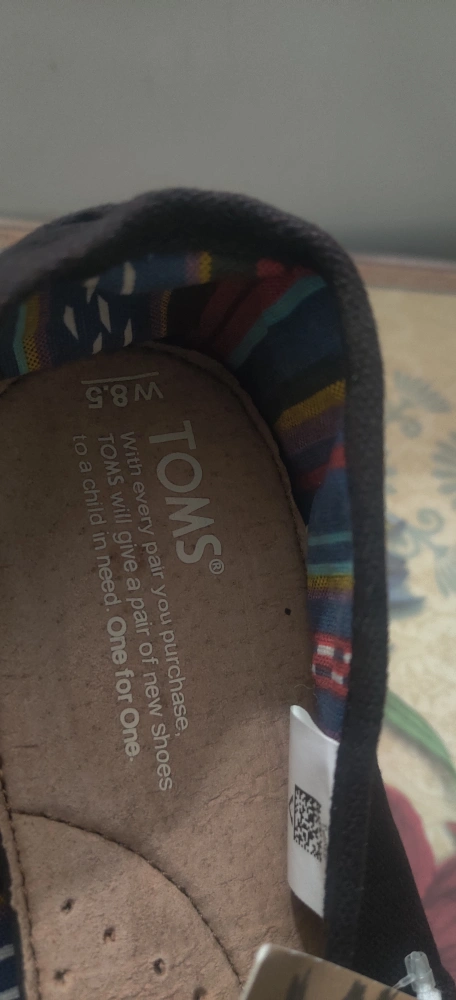 W 8.5
TOMS®
With every pair you purchase,
TOMS will give a pair of new shoes
to a child in need. One for One.